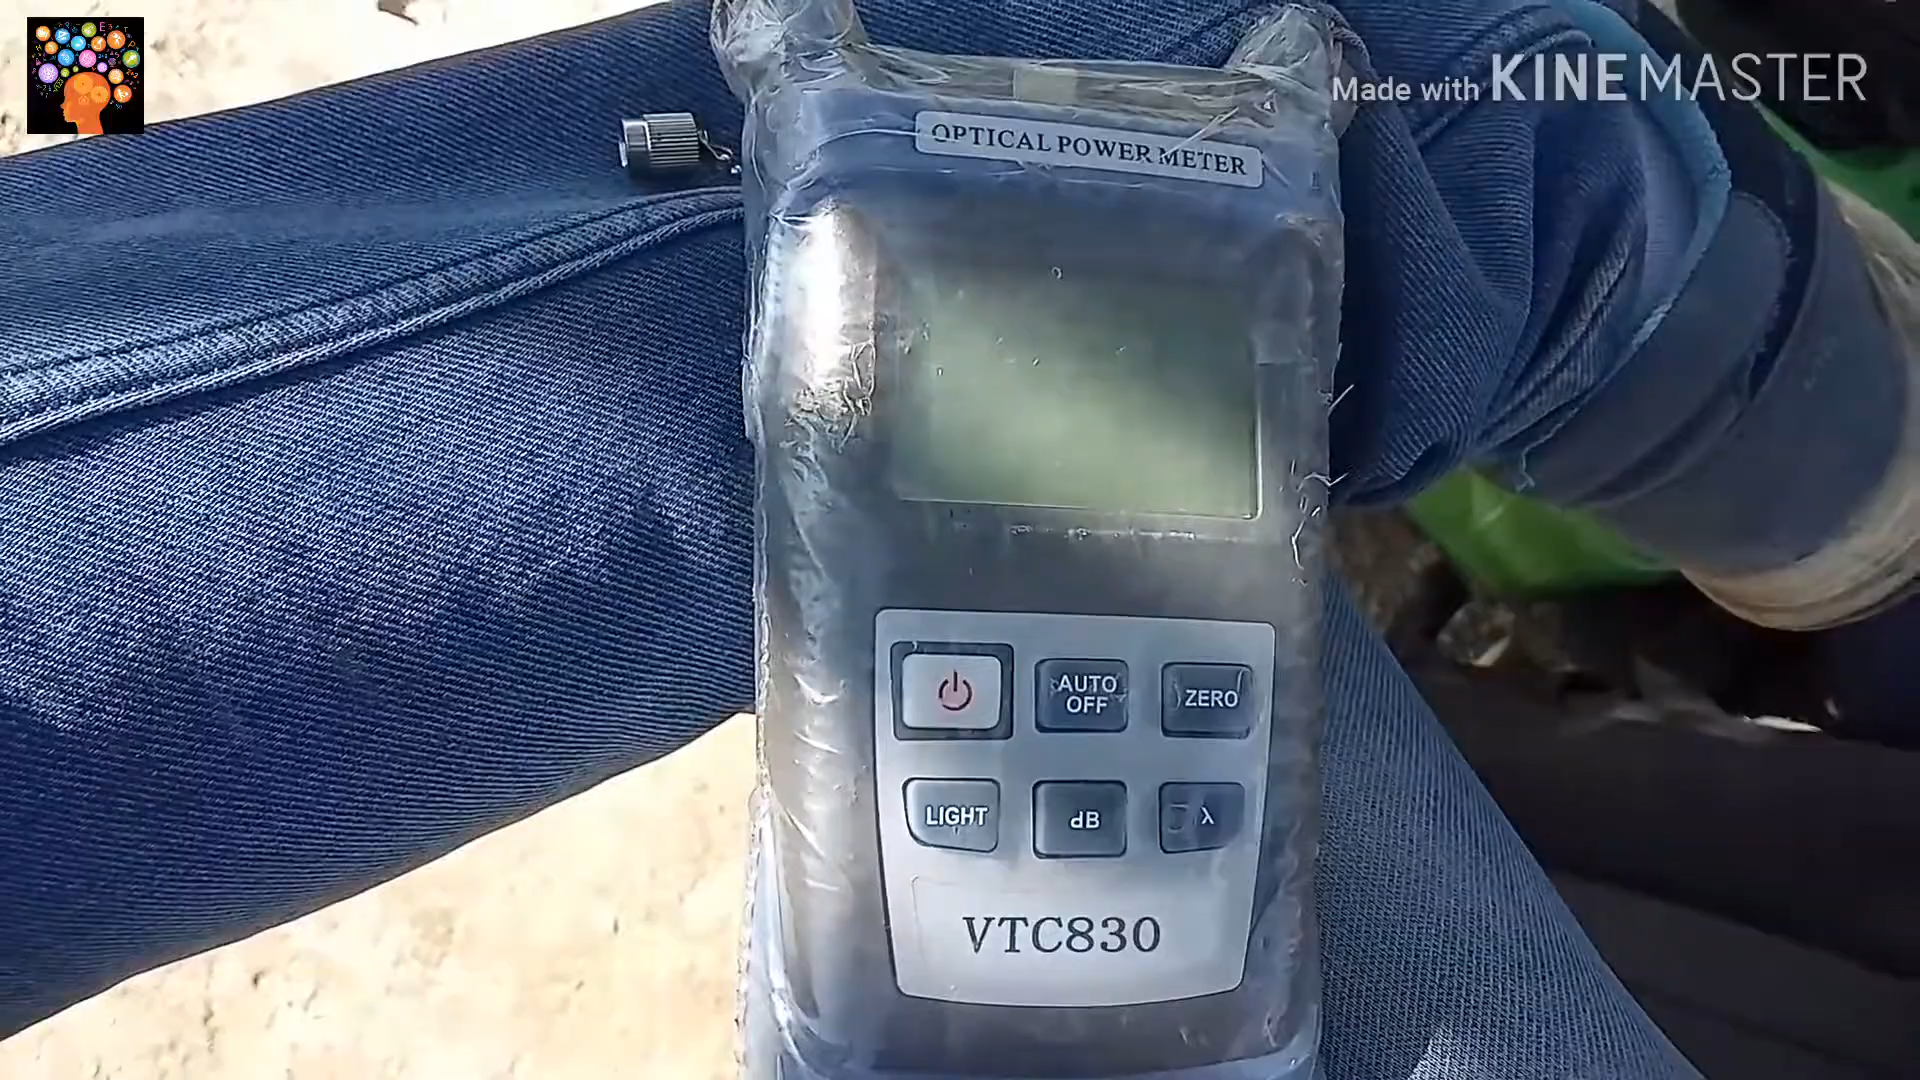 Made with KINEMASTER
OPTICAL POWER METER
AUTO
OFF
ZERO
LIGHT
dB
λ
VTC830